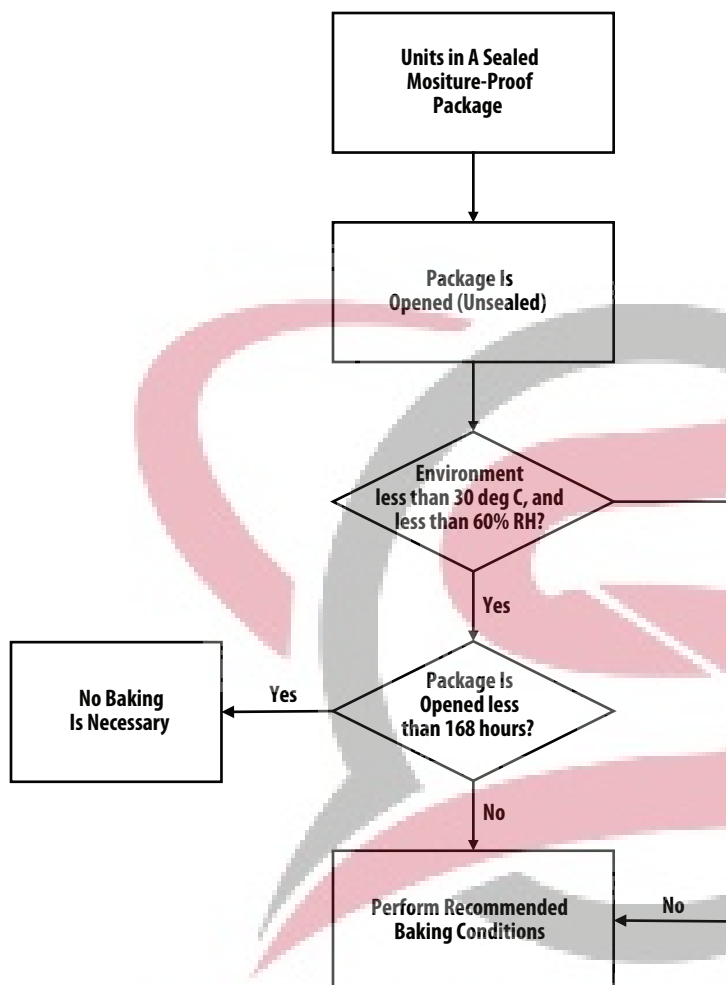 Units in A Sealed
Mositure-Proof
Package
Package Is
Opened (Unsealed)
Environment
less than 30 deg C, and
less than 60% RH?
Yes
Package Is
Opened less
than 168 hours?
Yes
No Baking
Is Necessary
No
Perform Recommended
Baking Conditions
No